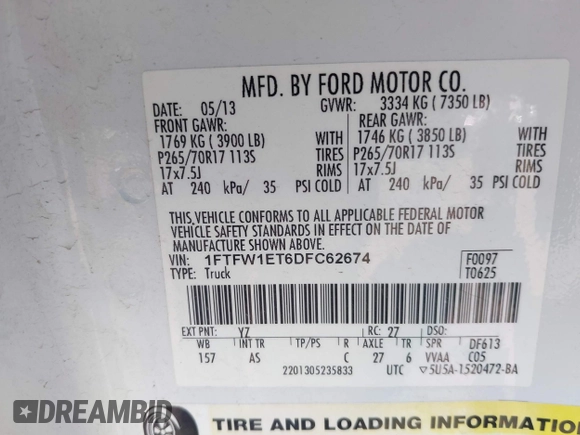 MFD. BY FORD MOTOR CO.
DATE: 05/13 GVWR: 3334 KG ( 7350 LB)
FRONT GAWR: REAR GAWR:
1769 KG ( 3900 LB) WITH 1746 KG ( 3850 LB) WITH
P265/70R17 113S TIRES P265/70R17 113S TIRES
17x7.5J RIMS 17x7.5J RIMS
AT 240 kPa/ 35 PSI COLD AT 240 kPa/ 35 PSI COLD
THIS VEHICLE CONFORMS TO ALL APPLICABLE FEDERAL MOTOR
VEHICLE SAFETY STANDARDS IN EFFECT ON THE DATE OF
MANUFACTURE SHOWN ABOVE.
VIN: 1FTFW1ET6DFC62674 F0097
TYPE: Truck T0625
EXT PNT: YZ RC: 27 DSO:
WB INT TR TP/PS R AXLE TR SPR DF613
157 AS C 27 6 VVAA C05
2201305235833 UTC ▽5U5A-1520472-BA
DREAMBID
TIRE AND LOADING INFORMATION